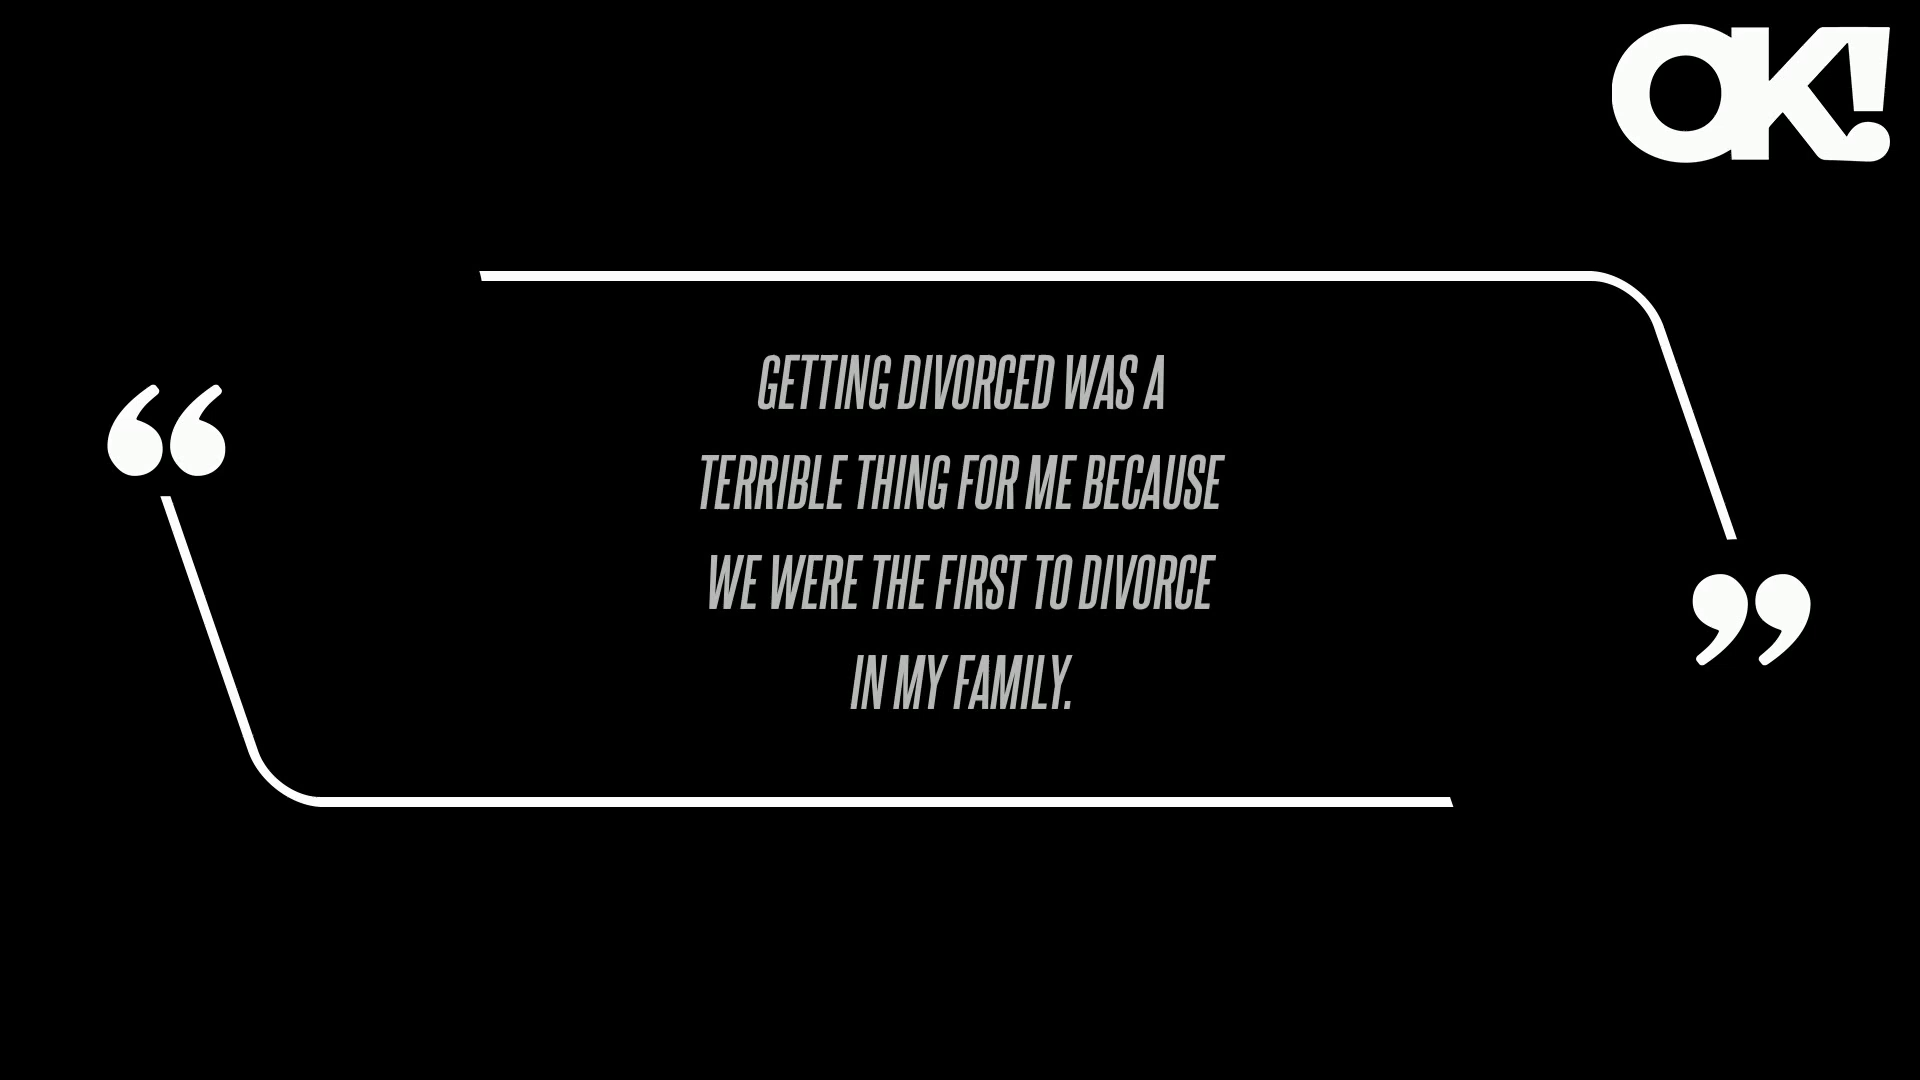 OK!
“
GETTING DIVORCED WAS A
TERRIBLE THING FOR ME BECAUSE
WE WERE THE FIRST TO DIVORCE
IN MY FAMILY.
”